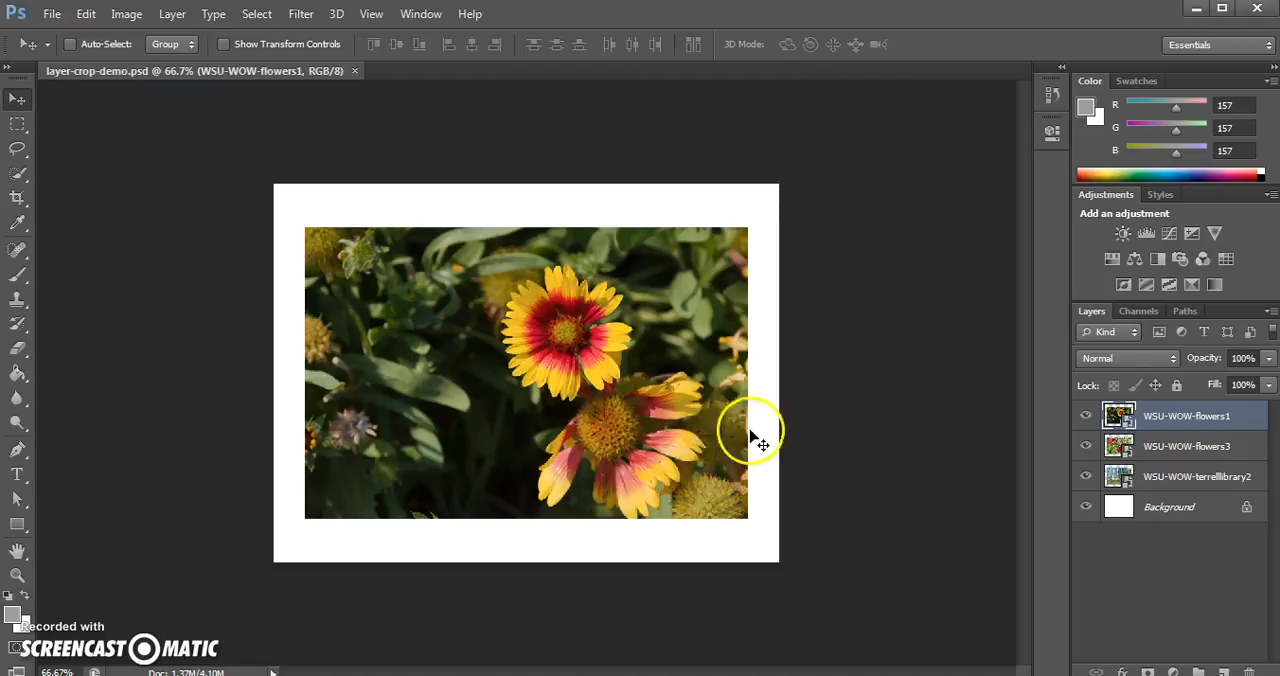 Ps File Edit Image Layer Type Select Filter 3D View Window Help
Auto-Select: Group Show Transform Controls 3D Mode: Essentials
layer-crop-demo.psd @ 66.7% (WSU-WOW-flowers1, RGB/8) ×
Color Swatches
R 157
G 157
B 157
Adjustments Styles
Add an adjustment
Layers Channels Paths
Kind
Normal Opacity: 100%
Lock: Fill: 100%
WSU-WOW-flowers1
WSU-WOW-flowers3
WSU-WOW-terrelllibrary2
Background
Recorded with
SCREENCAST-O-MATIC
66.67% Doc: 1.37M/4.10M